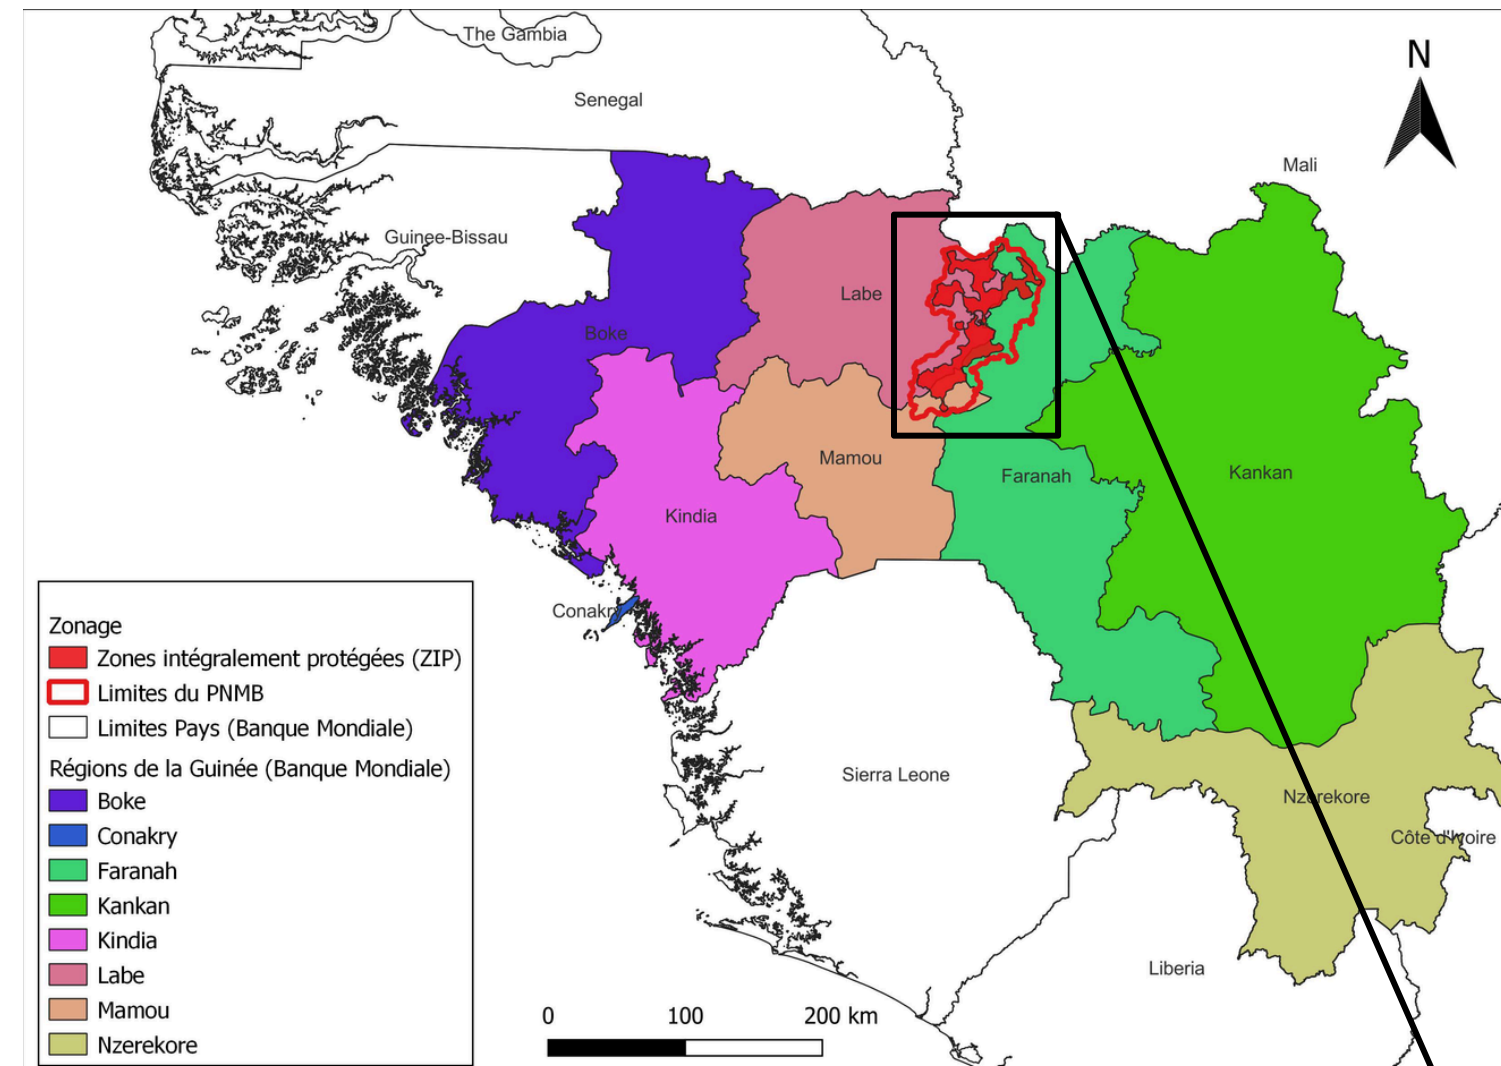 The Gambia
N
Senegal
Mali
Guinee-Bissau
Labe
Boke
Mamou
Faranah
Kankan
Kindia
Conakry
Sierra Leone
Nzerekore
Côte d'Ivoire
Liberia
Zonage
Zones intégralement protégées (ZIP)
Limites du PNMB
Limites Pays (Banque Mondiale)
Régions de la Guinée (Banque Mondiale)
Boke
Conakry
Faranah
Kankan
Kindia
Labe
Mamou
Nzerekore
0 100 200 km